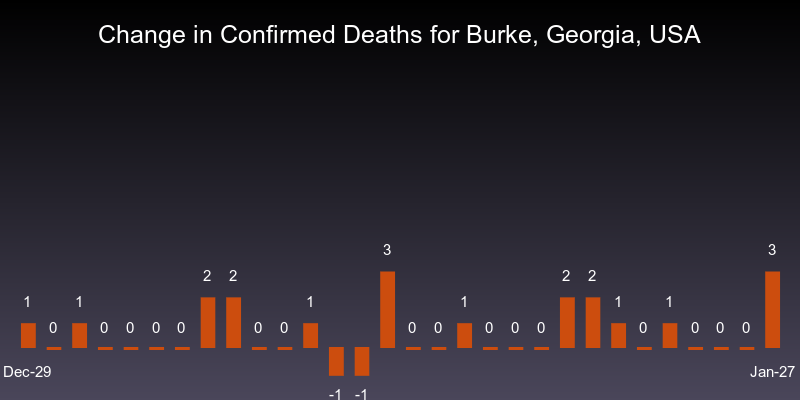 Change in Confirmed Deaths for Burke, Georgia, USA
1 0 1 0 0 0 0 2 2 0 0 1 -1 -1 3 0 0 1 0 0 0 2 2 1 0 1 0 0 0 3
Dec-29 Jan-27